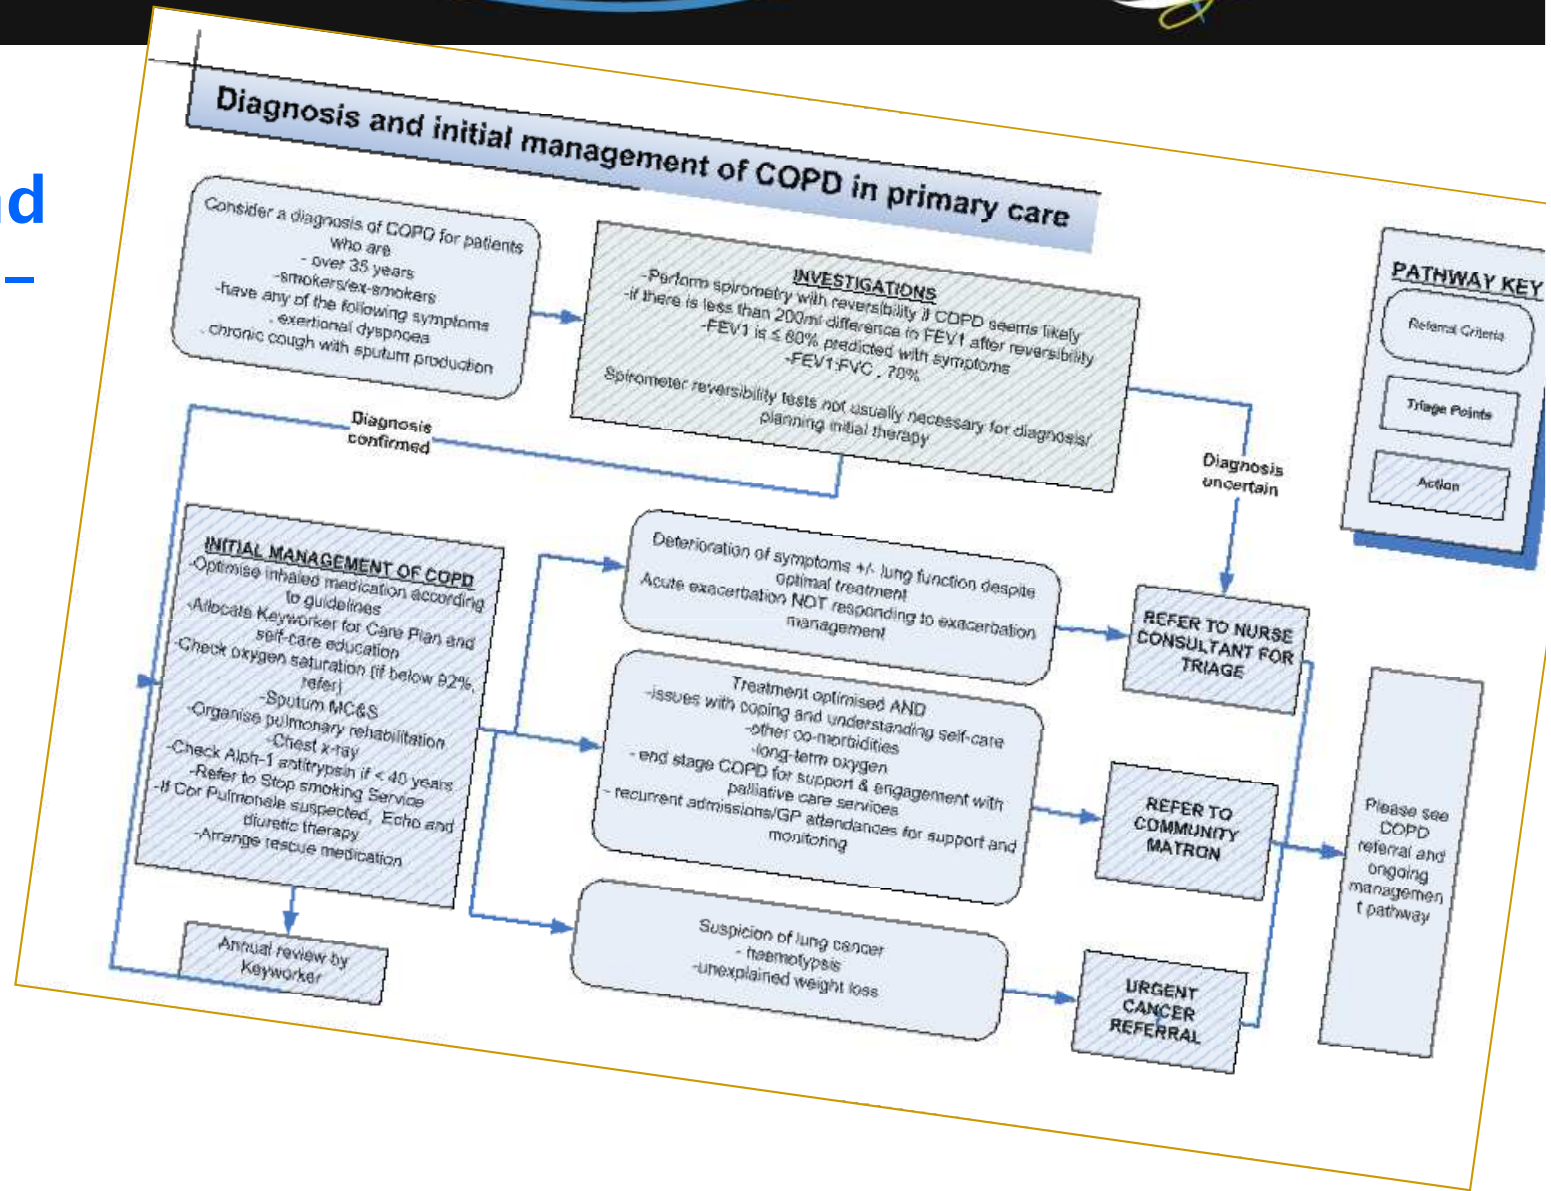 nd
–
Diagnosis and initial management of COPD in primary care
Consider a diagnosis of COPD for patients
who are
- over 35 years
-smokers/ex-smokers
-have any of the following symptoms
. exertional dyspnoea
. chronic cough with sputum production
INVESTIGATIONS
-Perform spirometry with reversibility if COPD seems likely
-if there is less than 200ml difference in FEV1 after reversibility
-FEV1 is ≤ 80% predicted with symptoms
-FEV1:FVC . 70%
Spirometer reversibility tests not usually necessary for diagnosis/
planning initial therapy
PATHWAY KEY
Referral Criteria
Triage Points
Action
Diagnosis
confirmed
Diagnosis
uncertain
INITIAL MANAGEMENT OF COPD
-Optimise inhaled medication according
to guidelines
-Allocate Keyworker for Care Plan and
self-care education
-Check oxygen saturation (if below 92%,
refer)
-Sputum MC&S
-Organise pulmonary rehabilitation
-Chest x-ray
-Check Alph-1 antitrypsin if < 40 years
-Refer to Stop smoking Service
-If Cor Pulmonale suspected, Echo and
diuretic therapy
-Arrange rescue medication
Annual review by
Keyworker
Deterioration of symptoms +/- lung function despite
optimal treatment
Acute exacerbation NOT responding to exacerbation
management
Treatment optimised AND
-issues with coping and understanding self-care
-other co-morbidities
-long-term oxygen
- end stage COPD for support & engagement with
palliative care services
- recurrent admissions/GP attendances for support and
monitoring
Suspicion of lung cancer
- haemotypsis
-unexplained weight loss
REFER TO NURSE
CONSULTANT FOR
TRIAGE
REFER TO
COMMUNITY
MATRON
URGENT
CANCER
REFERRAL
Please see
COPD
referral and
ongoing
managemen
t pathway